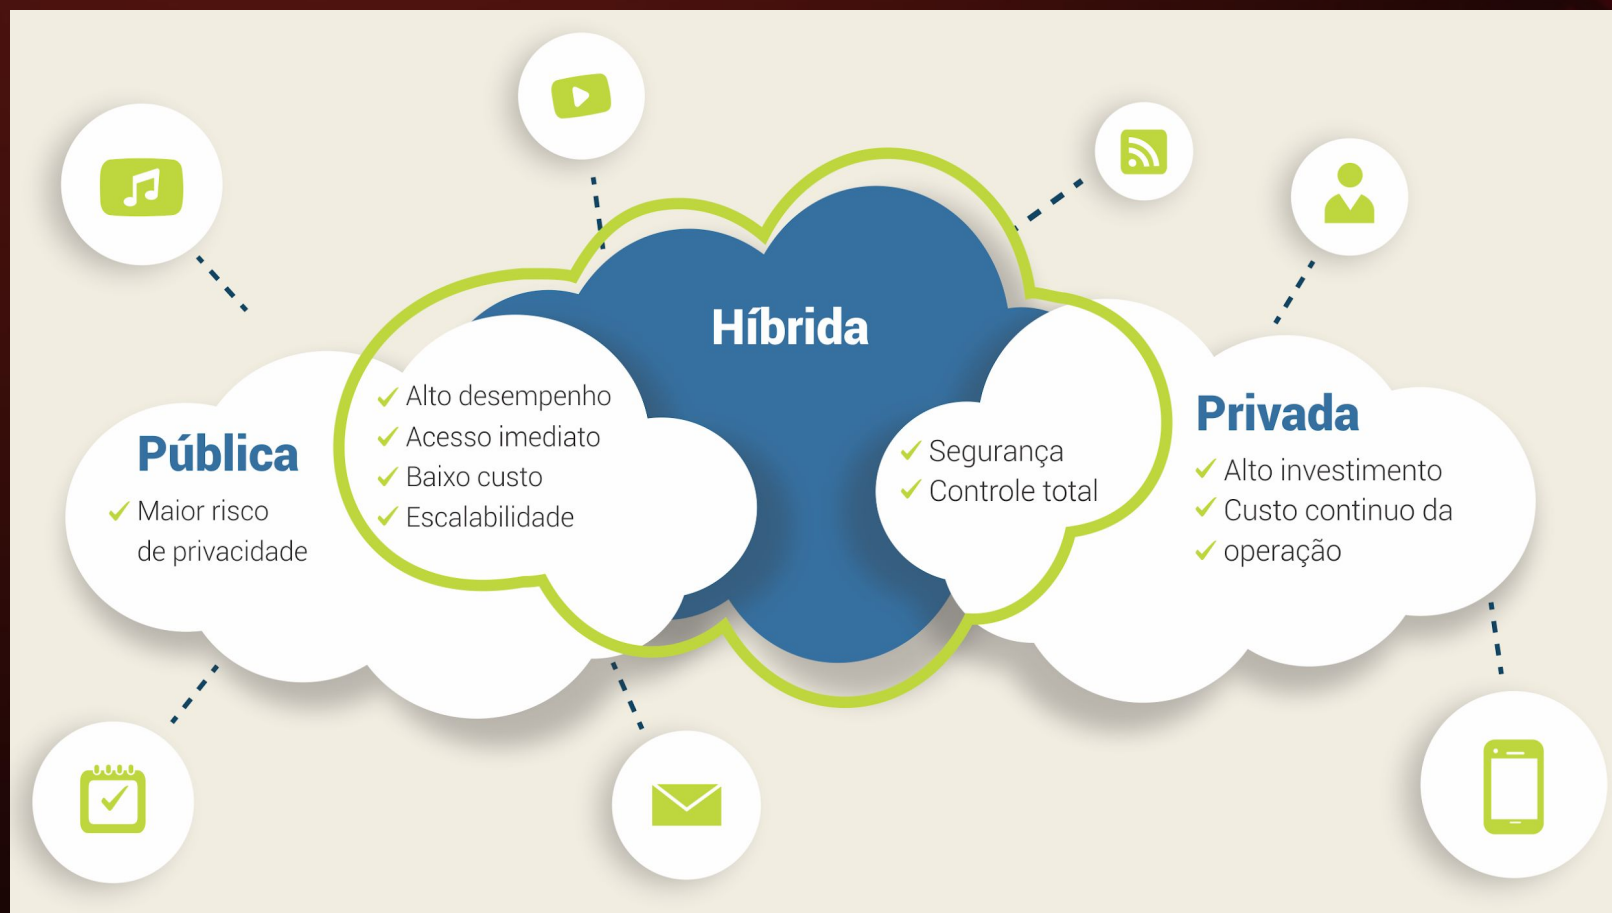 Híbrida
Pública
Maior risco
de privacidade
Alto desempenho
Acesso imediato
Baixo custo
Escalabilidade
Segurança
Controle total
Privada
Alto investimento
Custo continuo da
operação